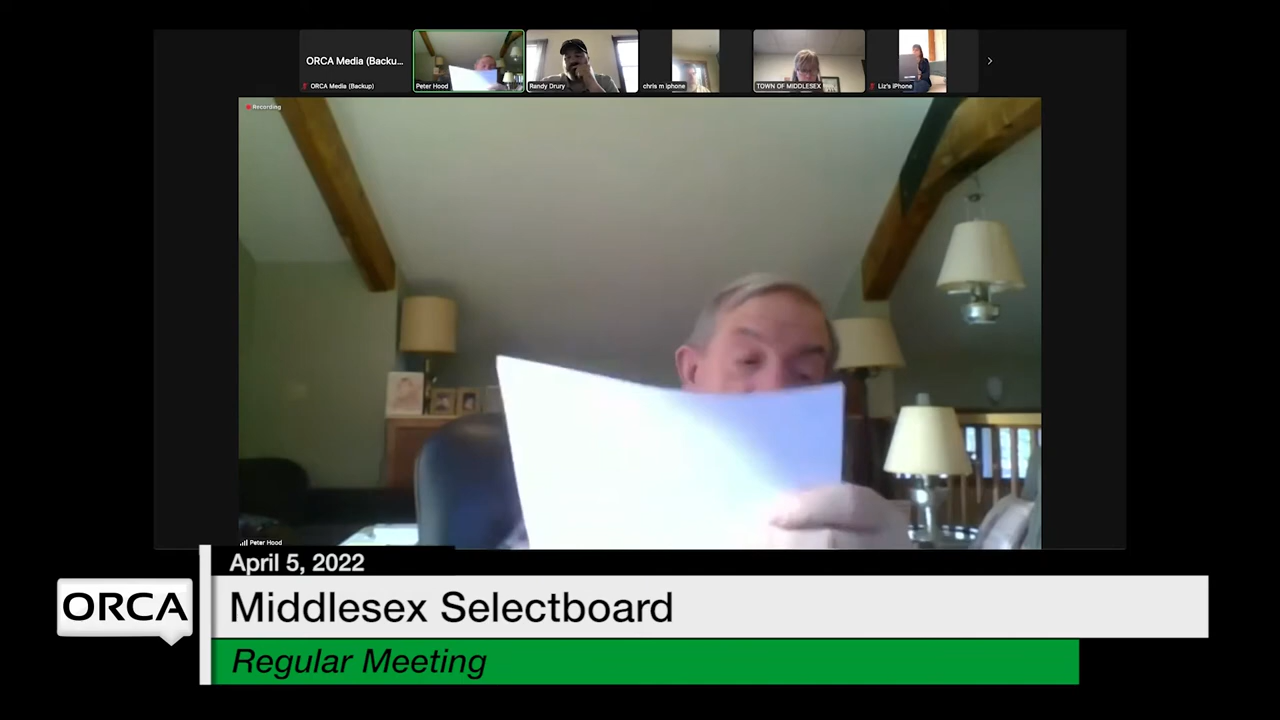 ORCA Media (Backu...
ORCA Media (Backup)
Peter Hood
Randy Drury
chris m iphone
TOWN OF MIDDLESEX
Liz's iPhone
Recording
Peter Hood
April 5, 2022
ORCA
Middlesex Selectboard
Regular Meeting